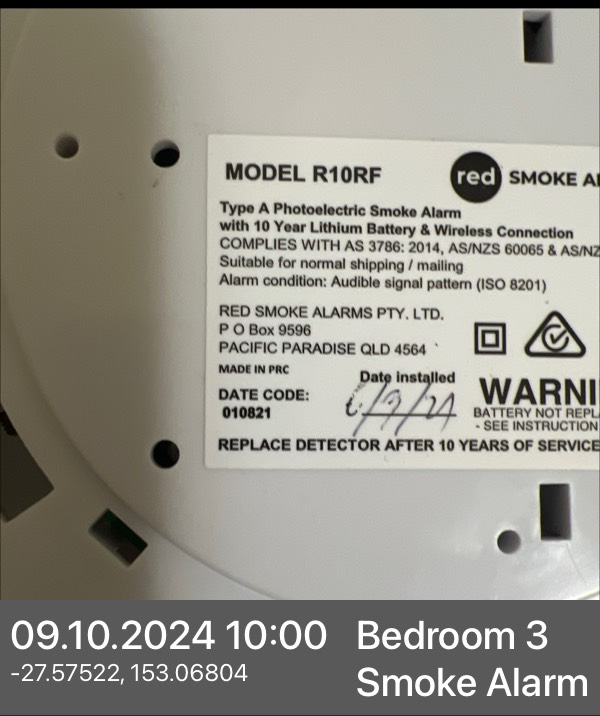 MODEL R10RF
red SMOKE AL
Type A Photoelectric Smoke Alarm
with 10 Year Lithium Battery & Wireless Connection
COMPLIES WITH AS 3786: 2014, AS/NZS 60065 & AS/NZ
Suitable for normal shipping / mailing
Alarm condition: Audible signal pattern (ISO 8201)
RED SMOKE ALARMS PTY. LTD.
P O Box 9596
PACIFIC PARADISE QLD 4564
MADE IN PRC
Date installed
DATE CODE:
010821
WARNI
BATTERY NOT REPL
- SEE INSTRUCTION
REPLACE DETECTOR AFTER 10 YEARS OF SERVICE
09.10.2024 10:00
-27.57522, 153.06804
Bedroom 3
Smoke Alarm